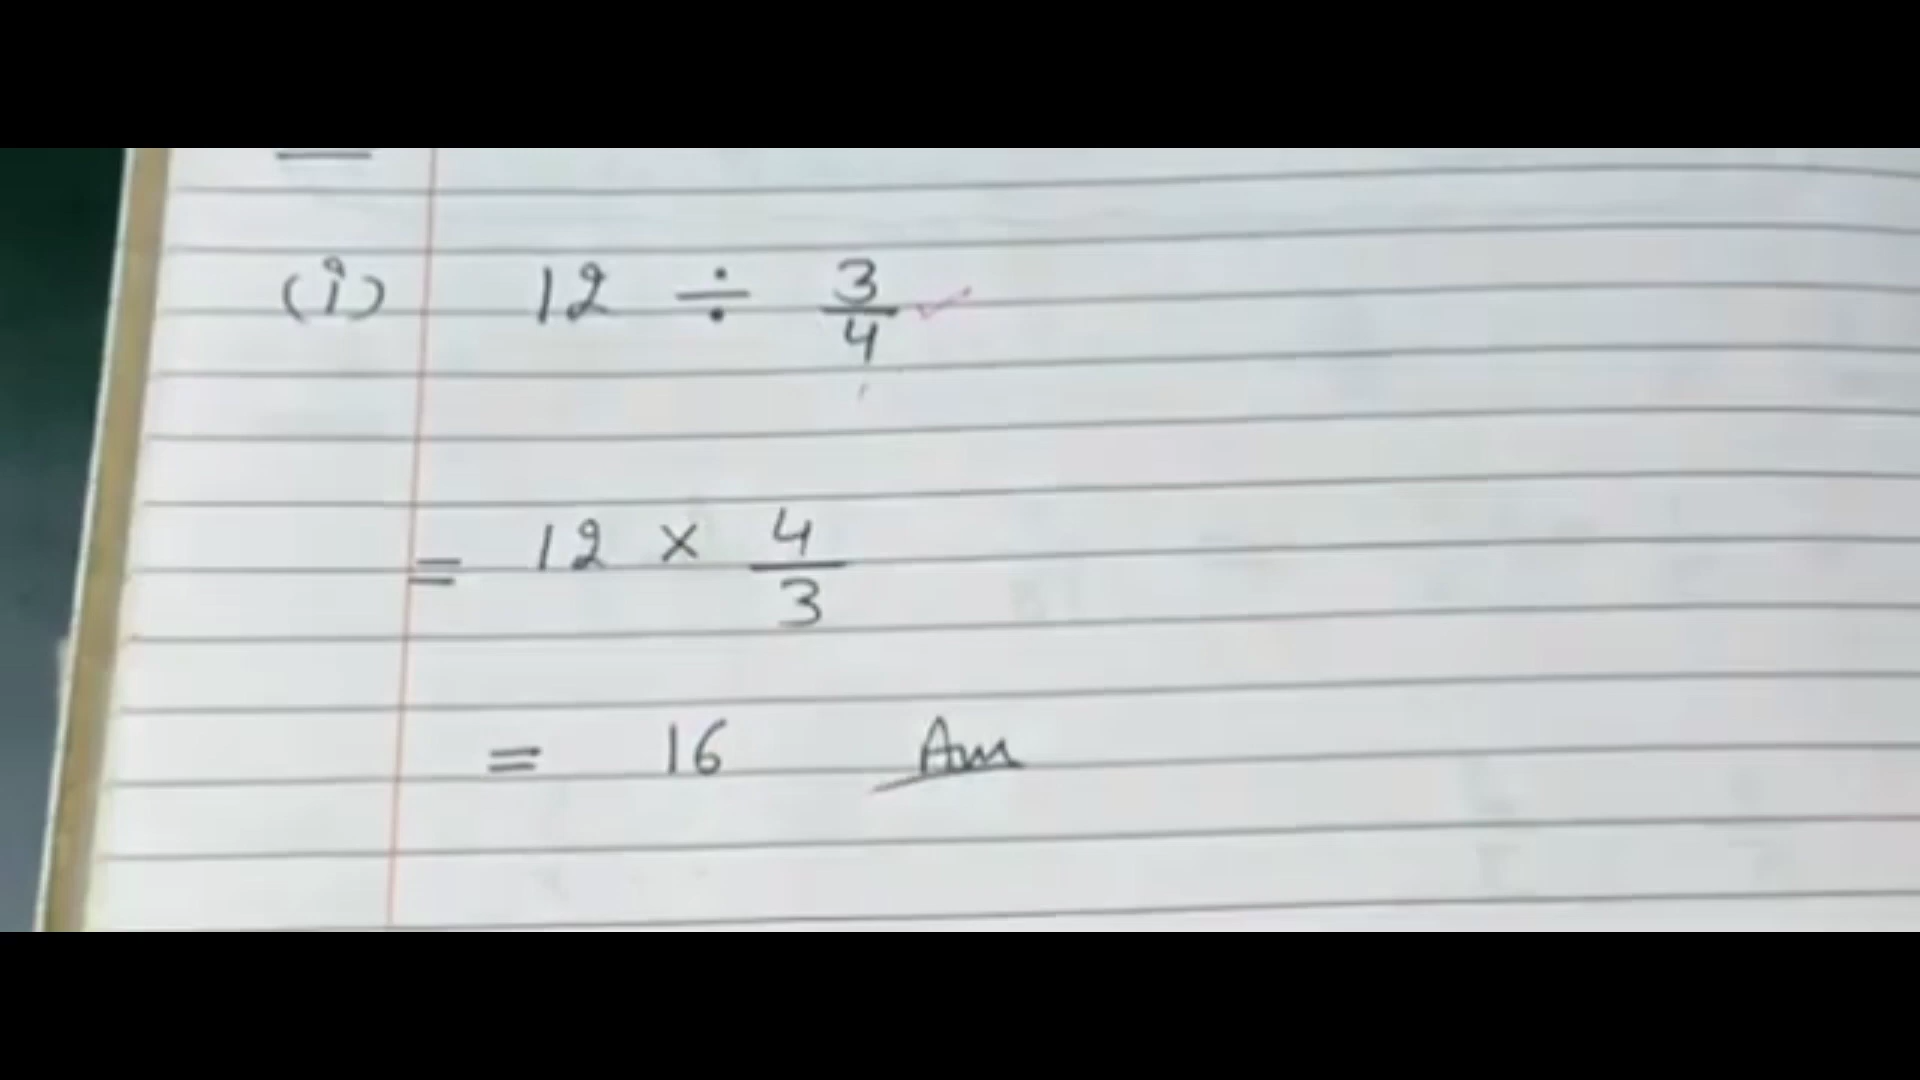 (i) 12 ÷ 3/4
= 12 × 4/3
= 16 Ans